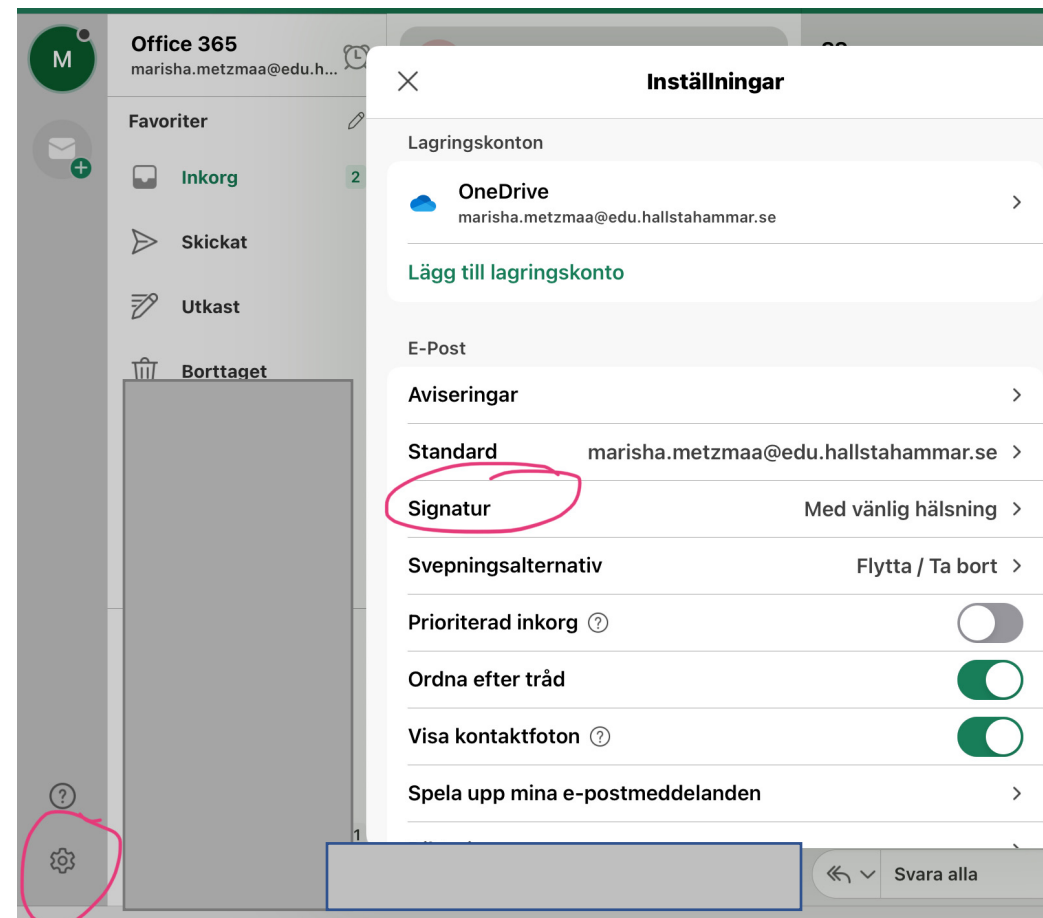 M
Office 365
marisha.metzmaa@edu.h...
Favoriter
Inkorg 2
Skickat
Utkast
Borttaget
1
Inställningar
Lagringskonton
OneDrive
marisha.metzmaa@edu.hallstahammar.se
Lägg till lagringskonto
E-Post
Aviseringar
Standard marisha.metzmaa@edu.hallstahammar.se
Signatur Med vänlig hälsning
Svepningsalternativ Flytta / Ta bort
Prioriterad inkorg ?
Ordna efter tråd
Visa kontaktfoton ?
Spela upp mina e-postmeddelanden
?
Svara alla